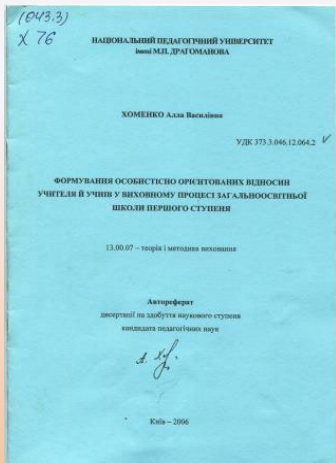 (043.3)
Х 76
НАЦІОНАЛЬНИЙ ПЕДАГОГІЧНИЙ УНІВЕРСИТЕТ
імені М.П. ДРАГОМАНОВА
ХОМЕНКО Алла Василівна
УДК 373.3.046.12.064.2
ФОРМУВАННЯ ОСОБИСТІСНО ОРІЄНТОВАНИХ ВІДНОСИН
УЧИТЕЛЯ Й УЧНІВ У ВИХОВНОМУ ПРОЦЕСІ ЗАГАЛЬНООСВІТНЬОЇ
ШКОЛИ ПЕРШОГО СТУПЕНЯ
13.00.07 – теорія і методика виховання
Автореферат
дисертації на здобуття наукового ступеня
кандидата педагогічних наук
Київ – 2006